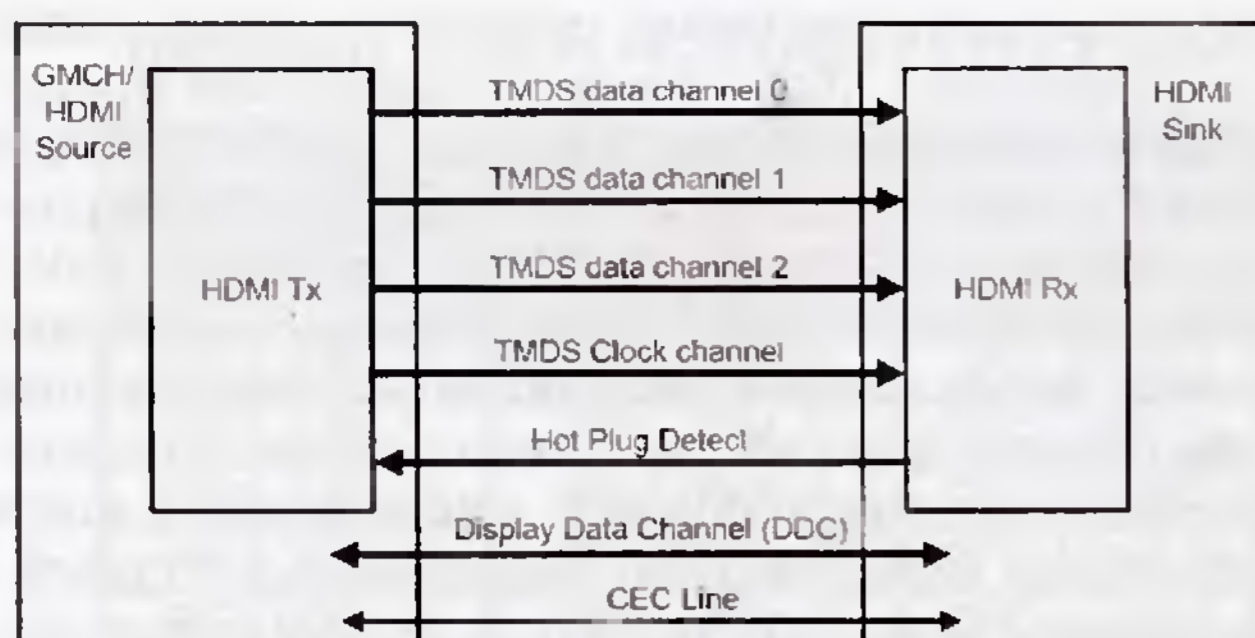 GMCH/
HDMI
Source
HDMI Tx
TMDS data channel 0
TMDS data channel 1
TMDS data channel 2
TMDS Clock channel
Hot Plug Detect
Display Data Channel (DDC)
CEC Line
HDMI Rx
HDMI
Sink